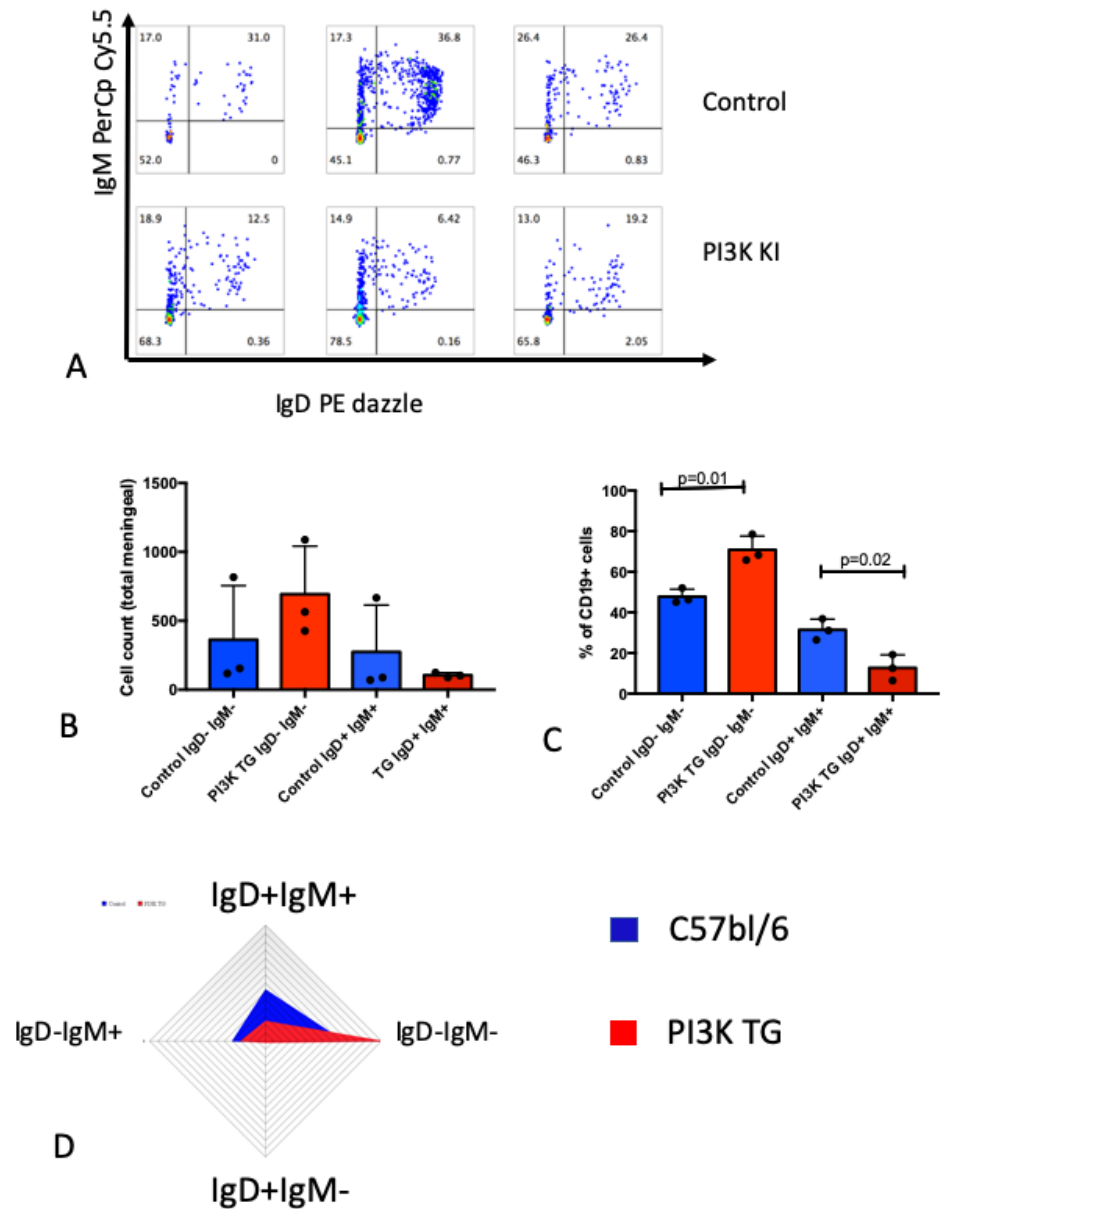 IgM PerCp Cy5.5
17.0 31.0
52.0 0
17.3 36.8
45.1 0.77
26.4 26.4
46.3 0.83
Control
18.9 12.5
68.3 0.36
14.9 6.42
78.5 0.16
13.0 19.2
65.8 2.05
PI3K KI
A
IgD PE dazzle
Cell count (total meningeal)
1500
1000
500
0
Control IgD- IgM-
PI3K TG IgD- IgM-
Control IgD+ IgM+
TG IgD+ IgM+
B
% of CD19+ cells
100
80
60
40
20
0
p=0.01
p=0.02
Control IgD- IgM-
PI3K TG IgD- IgM-
Control IgD+ IgM+
PI3K TG IgD+ IgM+
C
IgD+IgM+
Control
PI3K TG
IgD-IgM+
IgD-IgM-
IgD+IgM-
D
C57bl/6
PI3K TG